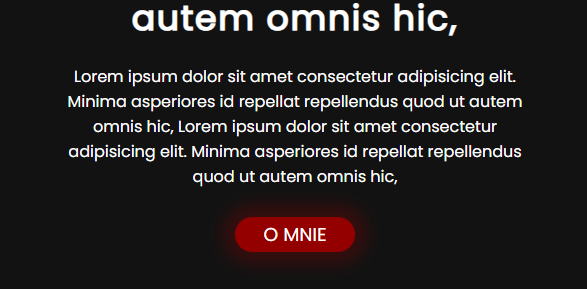 autem omnis hic,
Lorem ipsum dolor sit amet consectetur adipisicing elit.
Minima asperiores id repellat repellendus quod ut autem
omnis hic, Lorem ipsum dolor sit amet consectetur
adipisicing elit. Minima asperiores id repellat repellendus
quod ut autem omnis hic,
O MNIE